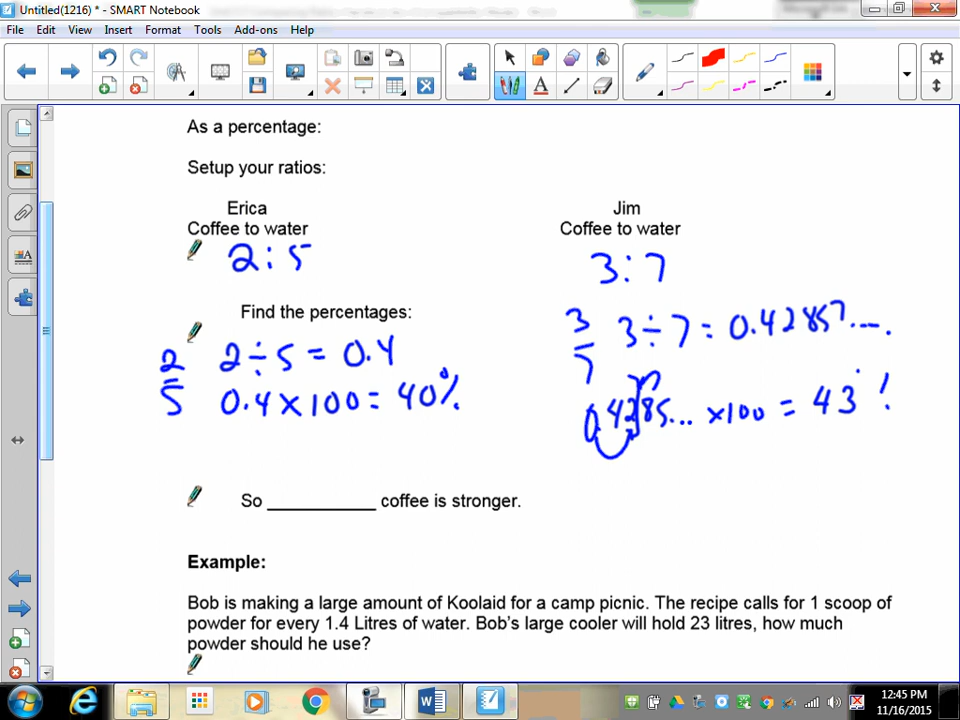 Untitled(1216) * - SMART Notebook
File Edit View Insert Format Tools Add-ons Help
As a percentage:
Setup your ratios:
Erica
Coffee to water
2 : 5
Jim
Coffee to water
3 : 7
Find the percentages:
2/5 2 ÷ 5 = 0.4
0.4 × 100 = 40%
3/7 3 ÷ 7 = 0.42857....
0.4285... ×100 = 43
So __________ coffee is stronger.
Example:
Bob is making a large amount of Koolaid for a camp picnic. The recipe calls for 1 scoop of
powder for every 1.4 Litres of water. Bob's large cooler will hold 23 litres, how much
powder should he use?
12:45 PM
11/16/2015